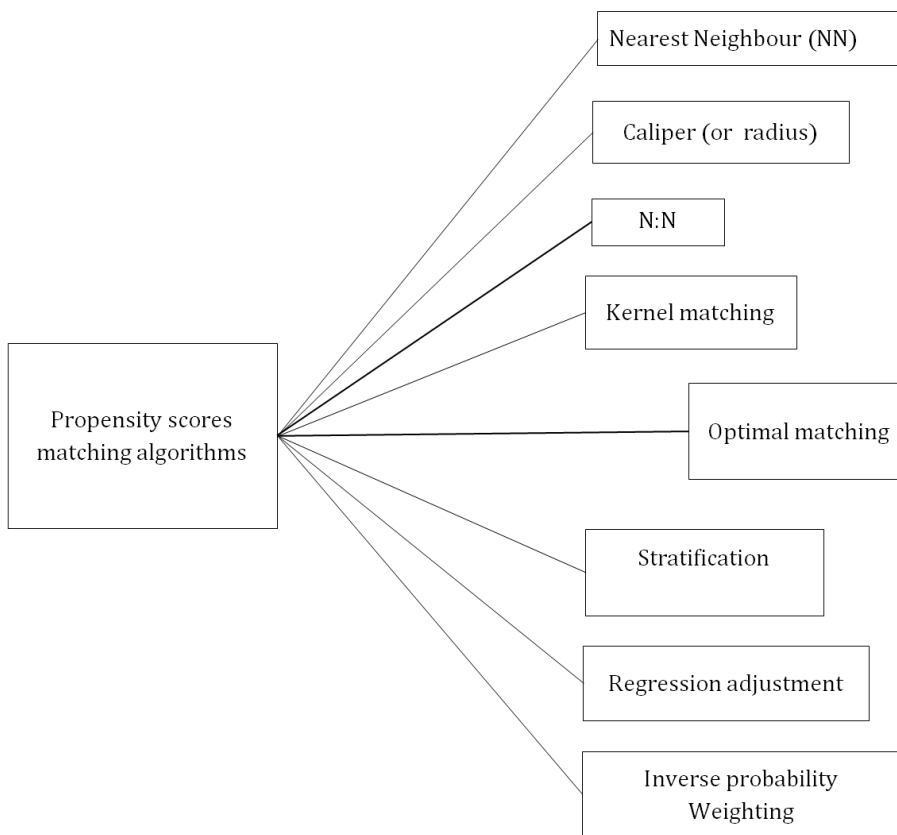 Nearest Neighbour (NN)
Caliper (or radius)
N:N
Kernel matching
Propensity scores
matching algorithms
Optimal matching
Stratification
Regression adjustment
Inverse probability
Weighting